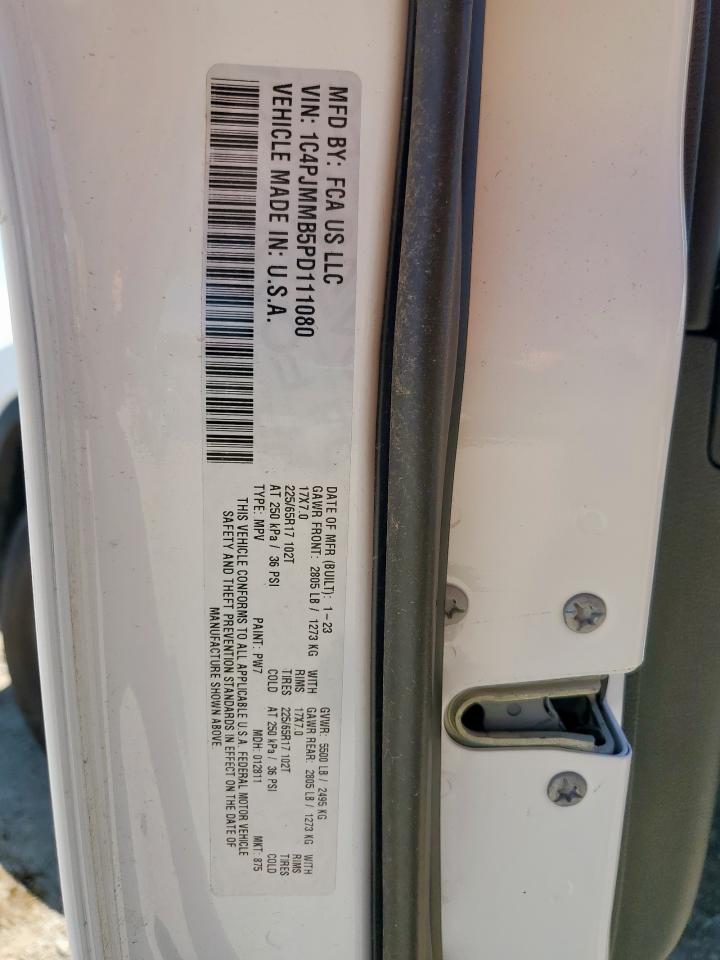 MFD BY: FCA US LLC
VIN: 1C4PJMMB5PD111080
VEHICLE MADE IN: U.S.A.
DATE OF MFR (BUILT): 1-23 GVWR: 5500 LB / 2495 KG
GAWR FRONT: 2805 LB / 1273 KG WITH GAWR REAR: 2805 LB / 1273 KG WITH
17X7.0 RIMS 17X7.0 RIMS
225/65R17 102T TIRES 225/65R17 102T TIRES
AT 250 kPa / 36 PSI COLD AT 250 kPa / 36 PSI COLD
TYPE: MPV PAINT: PW7 MDH: 012811 MKT: 875
THIS VEHICLE CONFORMS TO ALL APPLICABLE U.S.A. FEDERAL MOTOR VEHICLE
SAFETY AND THEFT PREVENTION STANDARDS IN EFFECT ON THE DATE OF
MANUFACTURE SHOWN ABOVE.